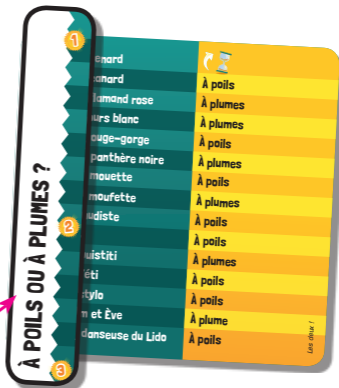 À POILS OU À PLUMES ?
1
2
3
enard
anard
lamand rose
urs blanc
ouge-gorge
panthère noire
mouette
moufette
udiste
uistiti
éti
tylo
m et Ève
danseuse du Lido
À poils
À plumes
À plumes
À poils
À plumes
À poils
À plumes
À poils
À poils
À plumes
À poils
À poils
À plume
À poils
Les deux !